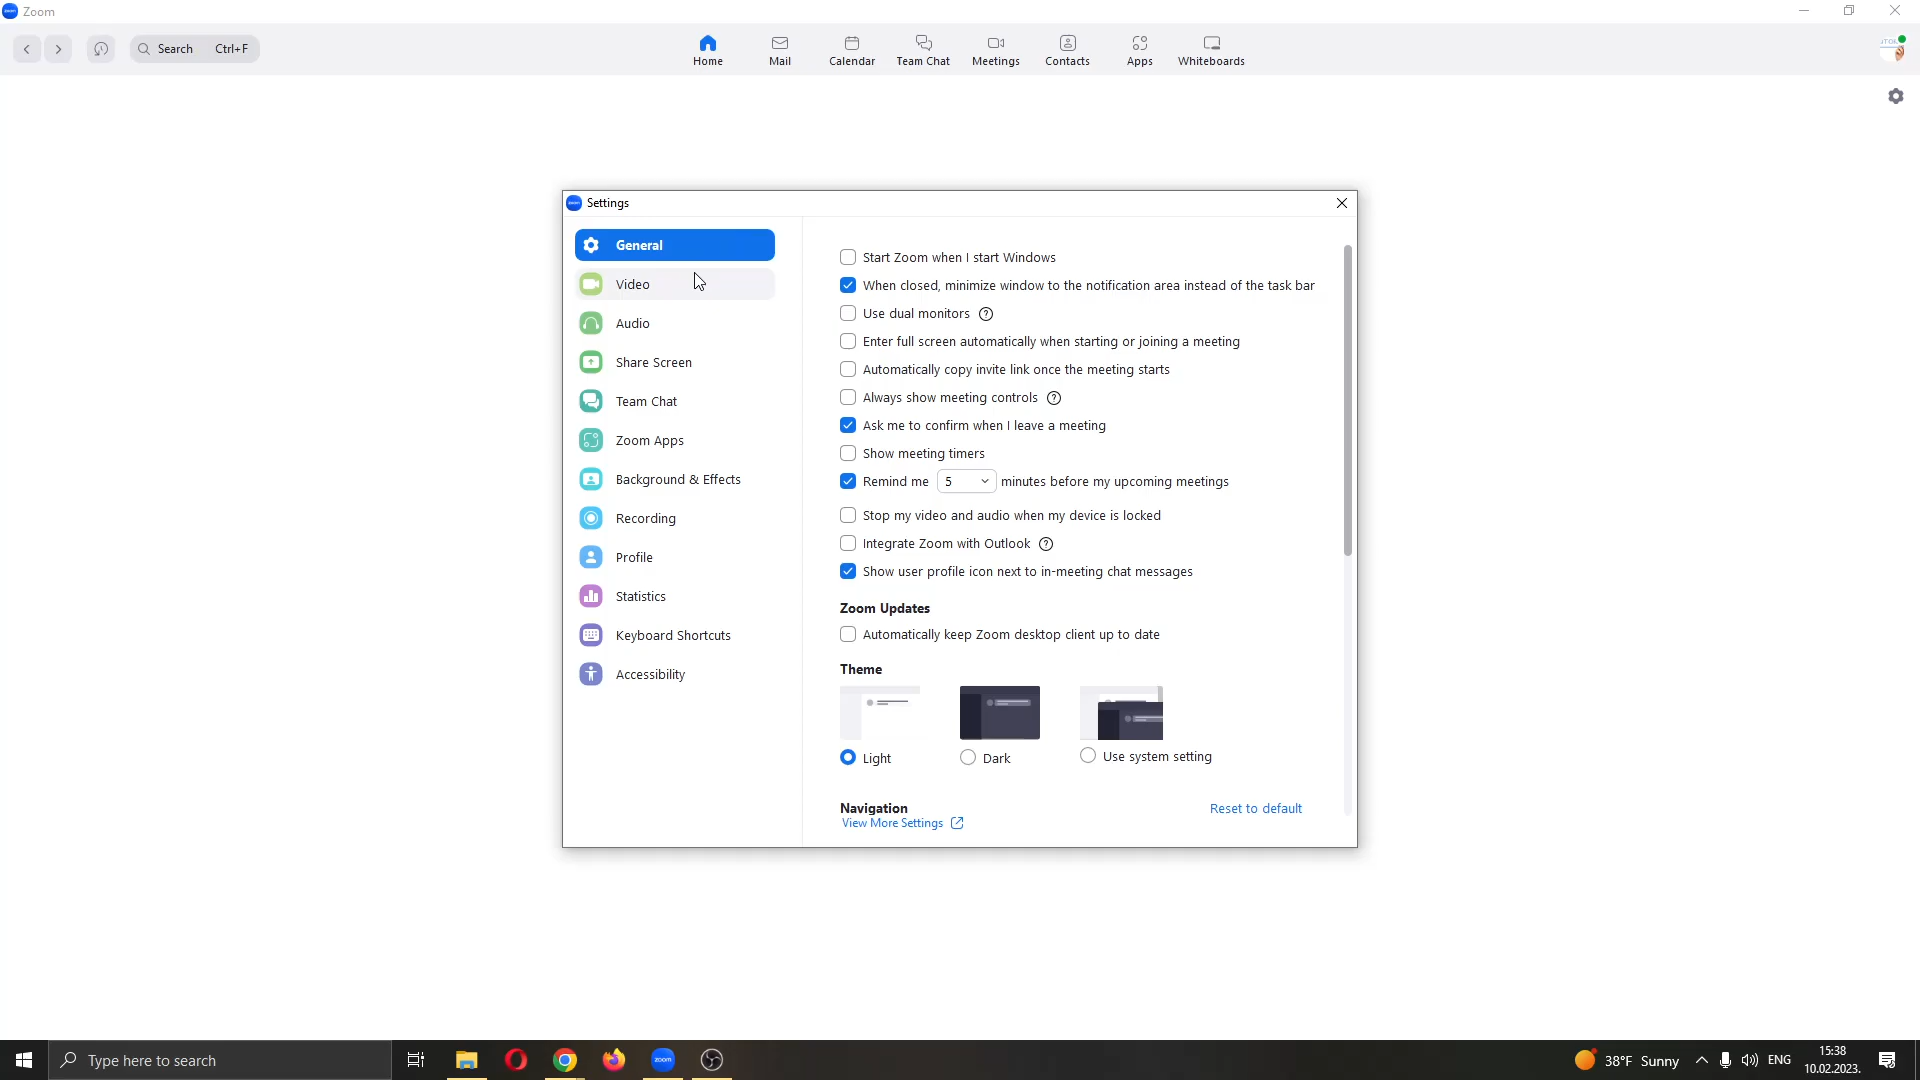 Zoom
Search Ctrl+F
Home
Mail
Calendar
Team Chat
Meetings
Contacts
Apps
Whiteboards
Settings
General
Video
Audio
Share Screen
Team Chat
Zoom Apps
Background & Effects
Recording
Profile
Statistics
Keyboard Shortcuts
Accessibility
Start Zoom when I start Windows
When closed, minimize window to the notification area instead of the task bar
Use dual monitors ?
Enter full screen automatically when starting or joining a meeting
Automatically copy invite link once the meeting starts
Always show meeting controls ?
Ask me to confirm when I leave a meeting
Show meeting timers
Remind me 5 minutes before my upcoming meetings
Stop my video and audio when my device is locked
Integrate Zoom with Outlook ?
Show user profile icon next to in-meeting chat messages
Zoom Updates
Automatically keep Zoom desktop client up to date
Theme
Light
Dark
Use system setting
Navigation
Reset to default
View More Settings
Type here to search
zoom
38°F Sunny
ENG
15:38
10.02.2023.